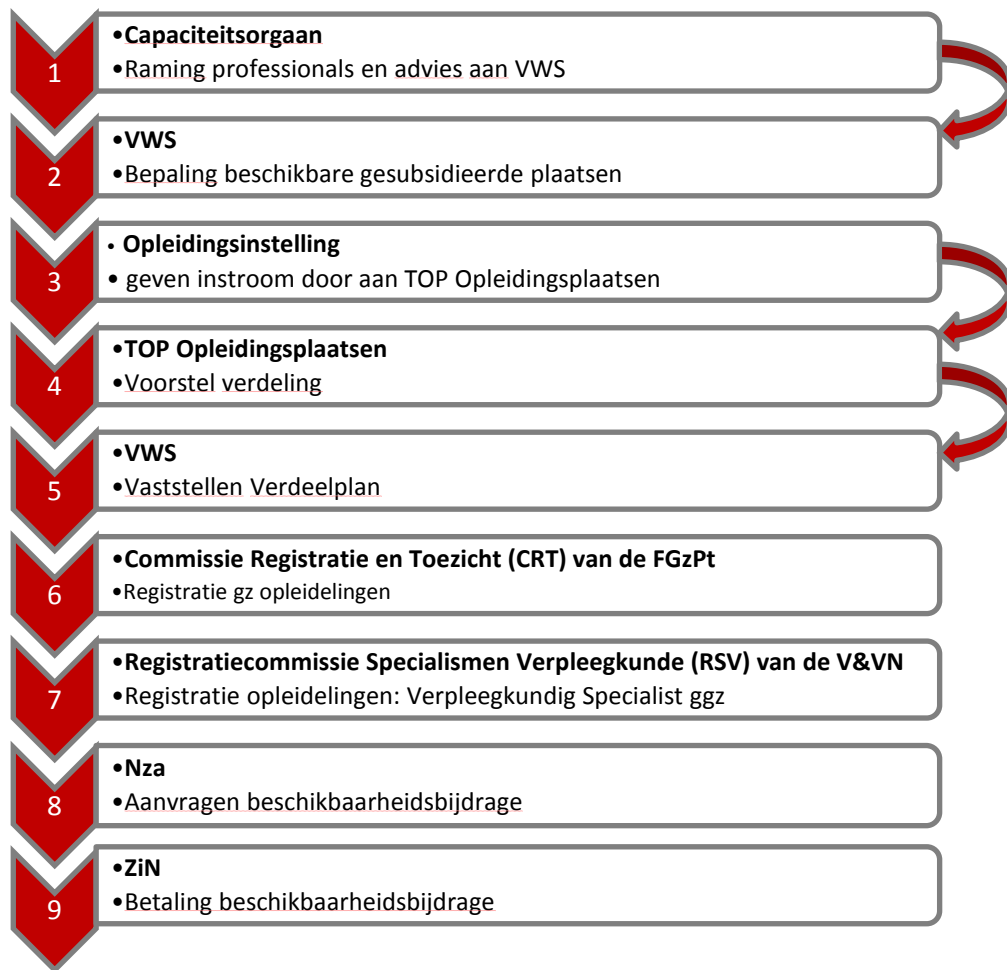 1
•Capaciteitsorgaan
•Raming professionals en advies aan VWS
2
•VWS
•Bepaling beschikbare gesubsidieerde plaatsen
3
• Opleidingsinstelling
• geven instroom door aan TOP Opleidingsplaatsen
4
•TOP Opleidingsplaatsen
•Voorstel verdeling
5
•VWS
•Vaststellen Verdeelplan
6
•Commissie Registratie en Toezicht (CRT) van de FGzPt
•Registratie gz opleidelingen
7
•Registratiecommissie Specialismen Verpleegkunde (RSV) van de V&VN
•Registratie opleidelingen: Verpleegkundig Specialist ggz
8
•Nza
•Aanvragen beschikbaarheidsbijdrage
9
•ZiN
•Betaling beschikbaarheidsbijdrage